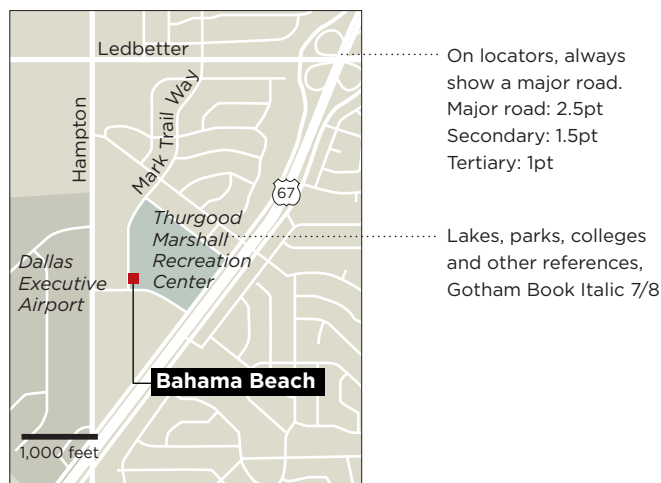 Ledbetter
Hampton
Mark Trail Way
67
Thurgood
Marshall
Recreation
Center
Dallas
Executive
Airport
Bahama Beach
1,000 feet
On locators, always
show a major road.
Major road: 2.5pt
Secondary: 1.5pt
Tertiary: 1pt
Lakes, parks, colleges
and other references,
Gotham Book Italic 7/8